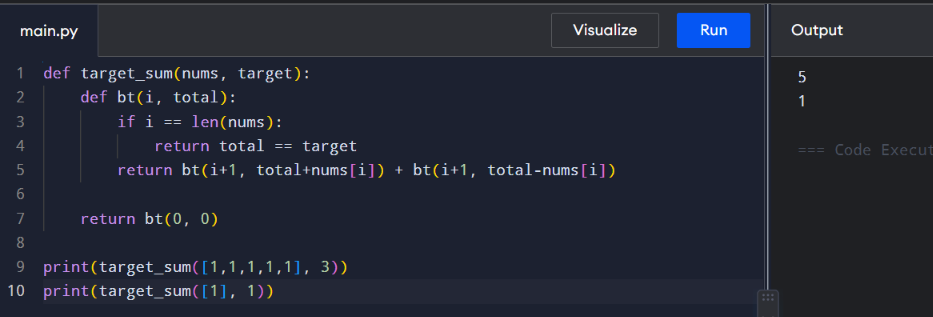 main.py Visualize Run Output
1 def target_sum(nums, target):
2     def bt(i, total):
3         if i == len(nums):
4             return total == target
5         return bt(i+1, total+nums[i]) + bt(i+1, total-nums[i])
6
7     return bt(0, 0)
8
9 print(target_sum([1,1,1,1,1], 3))
10 print(target_sum([1], 1))
5
1
=== Code Execut